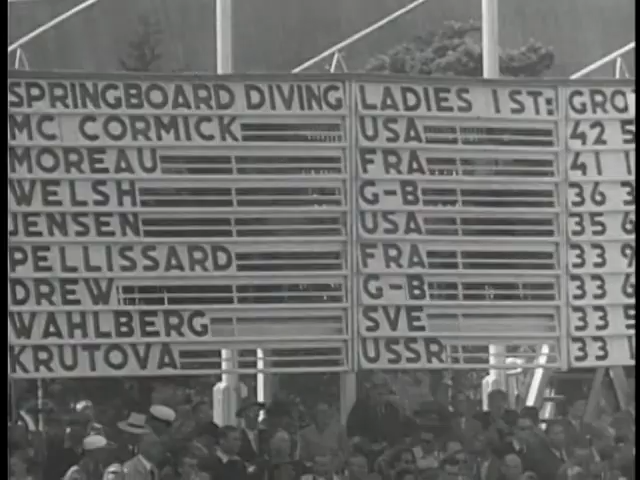 SPRINGBOARD DIVING LADIES 1ST: GRO
MC CORMICK USA 42 5
MOREAU FRA 41 1
WELSH G-B 36 3
JENSEN USA 35 6
PELLISSARD FRA 33 9
DREW G-B 33 6
WAHLBERG SVE 33 5
KRUTOVA USSR 33 1